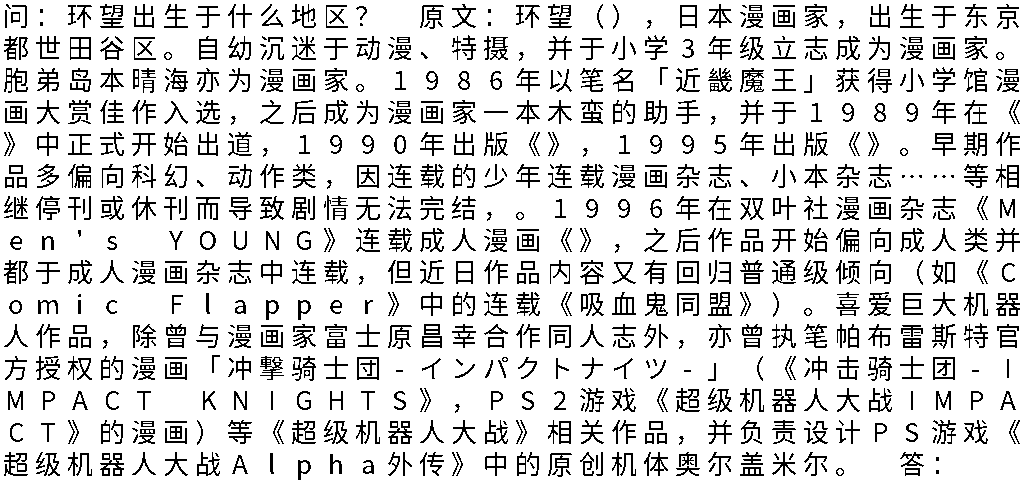 问：环望出生于什么地区？　原文：环望（），日本漫画家，出生于东京
都世田谷区。自幼沉迷于动漫、特摄，并于小学３年级立志成为漫画家。
胞弟岛本晴海亦为漫画家。１９８６年以笔名「近畿魔王」获得小学馆漫
画大赏佳作入选，之后成为漫画家一本木蛮的助手，并于１９８９年在《
》中正式开始出道，１９９０年出版《》，１９９５年出版《》。早期作
品多偏向科幻、动作类，因连载的少年连载漫画杂志、小本杂志……等相
继停刊或休刊而导致剧情无法完结，。１９９６年在双叶社漫画杂志《Ｍ
ｅｎ＇ｓ　ＹＯＵＮＧ》连载成人漫画《》，之后作品开始偏向成人类并
都于成人漫画杂志中连载，但近日作品内容又有回归普通级倾向（如《Ｃ
ｏｍｉｃ　Ｆｌａｐｐｅｒ》中的连载《吸血鬼同盟》）。喜爱巨大机器
人作品，除曾与漫画家富士原昌幸合作同人志外，亦曾执笔帕布雷斯特官
方授权的漫画「冲撃骑士団－インパクトナイツ－」（《冲击骑士团－Ｉ
ＭＰＡＣＴ　ＫＮＩＧＨＴＳ》，ＰＳ２游戏《超级机器人大战ＩＭＰＡ
ＣＴ》的漫画）等《超级机器人大战》相关作品，并负责设计ＰＳ游戏《
超级机器人大战Ａｌｐｈａ外传》中的原创机体奥尔盖米尔。　答：